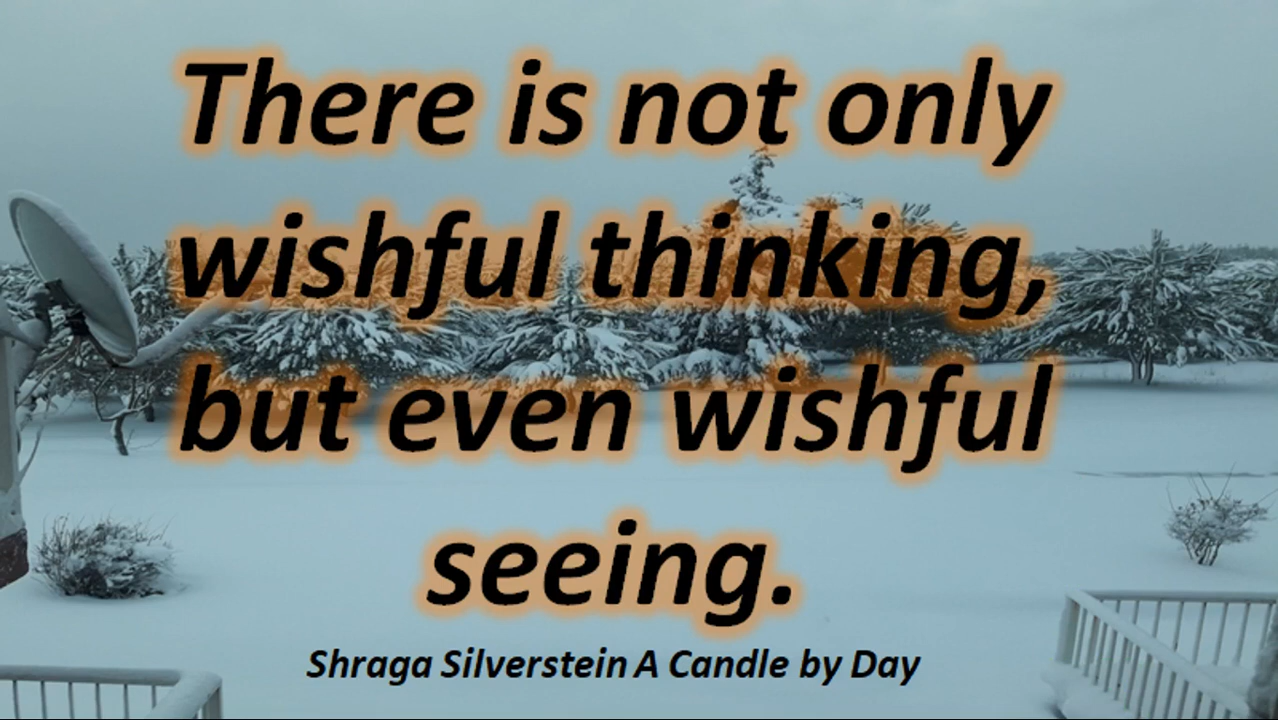 There is not only
wishful thinking,
but even wishful
seeing.
Shraga Silverstein A Candle by Day